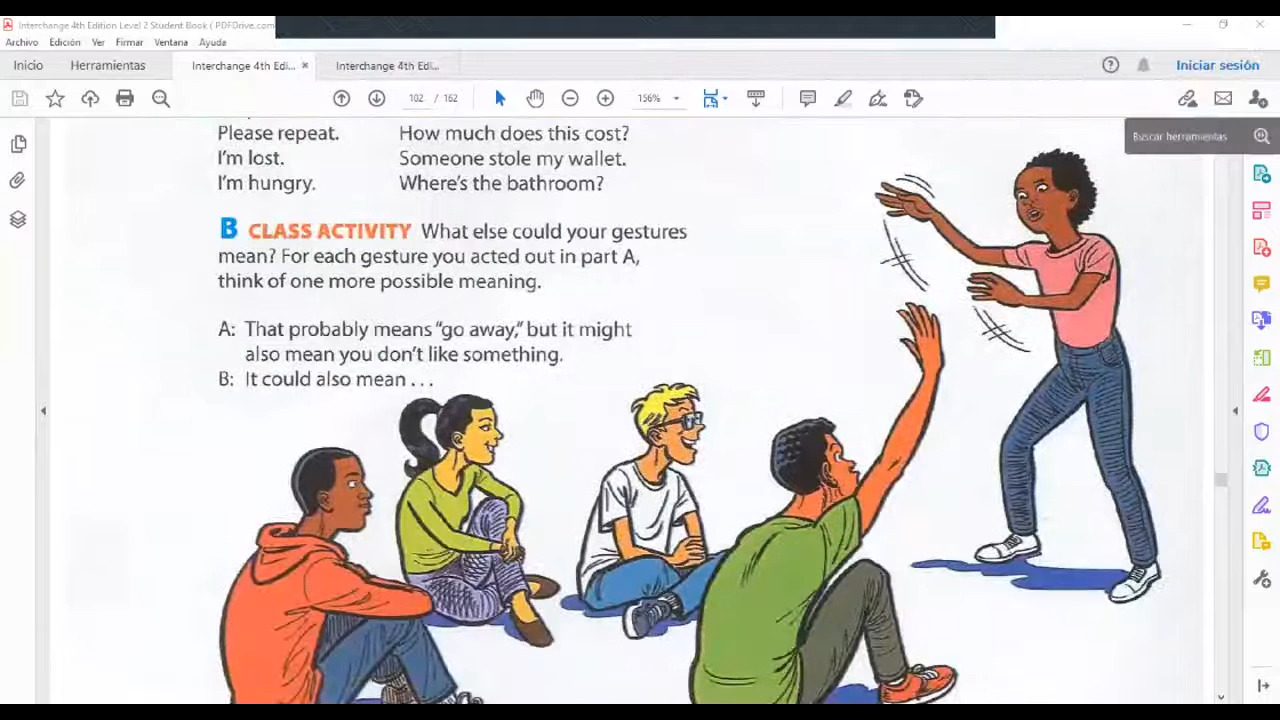 Interchange 4th Edition Level 2 Student Book ( PDFDrive.com
Archivo Edición Ver Firmar Ventana Ayuda
Inicio Herramientas Interchange 4th Edi... × Interchange 4th Edi... Iniciar sesión
102 / 162 156%
Buscar herramientas
Please repeat. How much does this cost?
I'm lost. Someone stole my wallet.
I'm hungry. Where's the bathroom?
B CLASS ACTIVITY What else could your gestures
mean? For each gesture you acted out in part A,
think of one more possible meaning.
A: That probably means "go away," but it might
also mean you don't like something.
B: It could also mean . . .